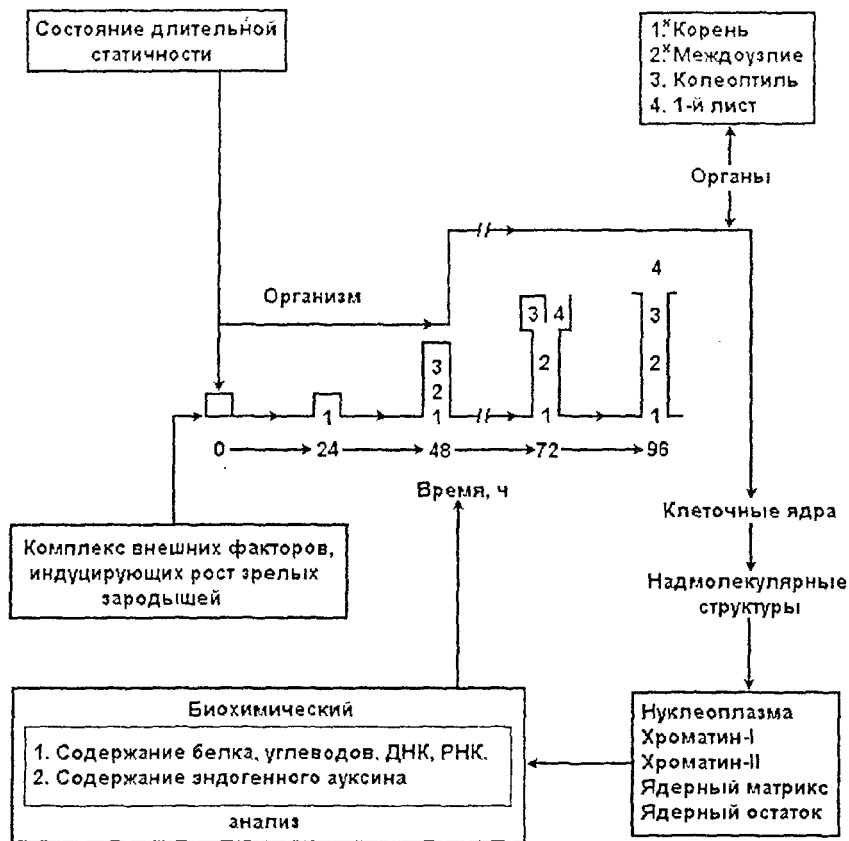 Состояние длительной
статичности
1.ˣ Корень
2.ˣ Междоузлие
3. Колеоптиль
4. 1-й лист
Органы
Организм
4
3 4
3
3
2
2
2
1
1
1
1
0 24 48 72 96
Время, ч
Клеточные ядра
Надмолекулярные
структуры
Комплекс внешних факторов,
индуцирующих рост зрелых
зародышей
Биохимический
1. Содержание белка, углеводов, ДНК, РНК.
2. Содержание эндогенного ауксина
анализ
Нуклеоплазма
Хроматин-I
Хроматин-II
Ядерный матрикс
Ядерный остаток